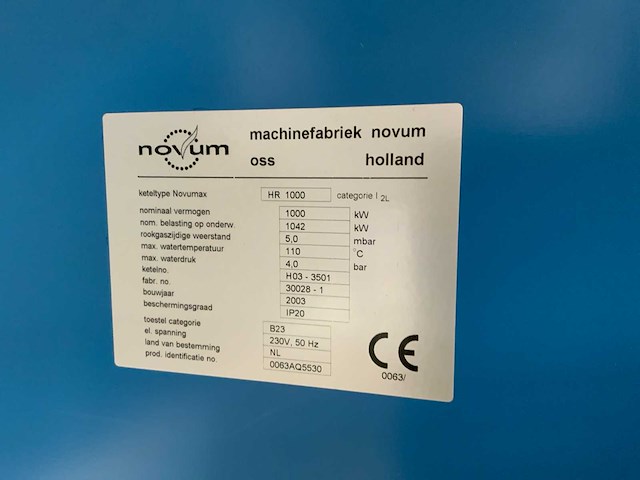 novum
machinefabriek novum
oss holland
keteltype Novumax HR 1000 categorie I 2L
nominaal vermogen 1000 kW
nom. belasting op onderw. 1042 kW
rookgaszijdige weerstand 5,0 mbar
max. watertemperatuur 110 °C
max. waterdruk 4,0 bar
ketelno. H03 - 3501
fabr. no. 30028 - 1
bouwjaar 2003
beschermingsgraad IP20
toestel categorie B23
el. spanning 230V, 50 Hz
land van bestemming NL
prod. identificatie no. 0063AQ5530
CE
0063/